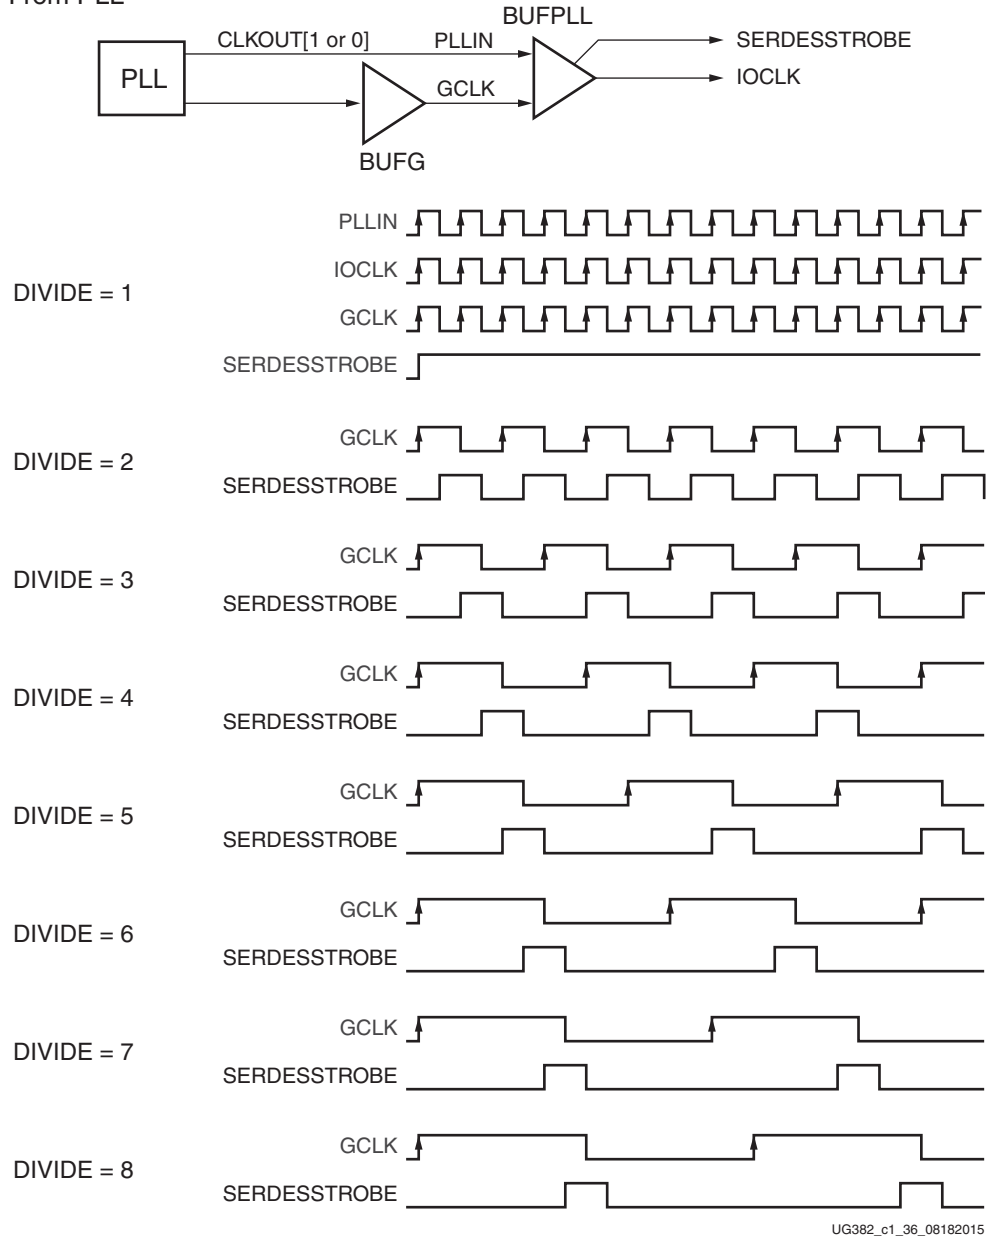 From PLL
BUFPLL
CLKOUT[1 or 0]
PLLIN
SERDESSTROBE
PLL
GCLK
IOCLK
BUFG
PLLIN
IOCLK
DIVIDE = 1
GCLK
SERDESSTROBE
GCLK
DIVIDE = 2
SERDESSTROBE
GCLK
DIVIDE = 3
SERDESSTROBE
GCLK
DIVIDE = 4
SERDESSTROBE
GCLK
DIVIDE = 5
SERDESSTROBE
GCLK
DIVIDE = 6
SERDESSTROBE
GCLK
DIVIDE = 7
SERDESSTROBE
GCLK
DIVIDE = 8
SERDESSTROBE
UG382_c1_36_08182015